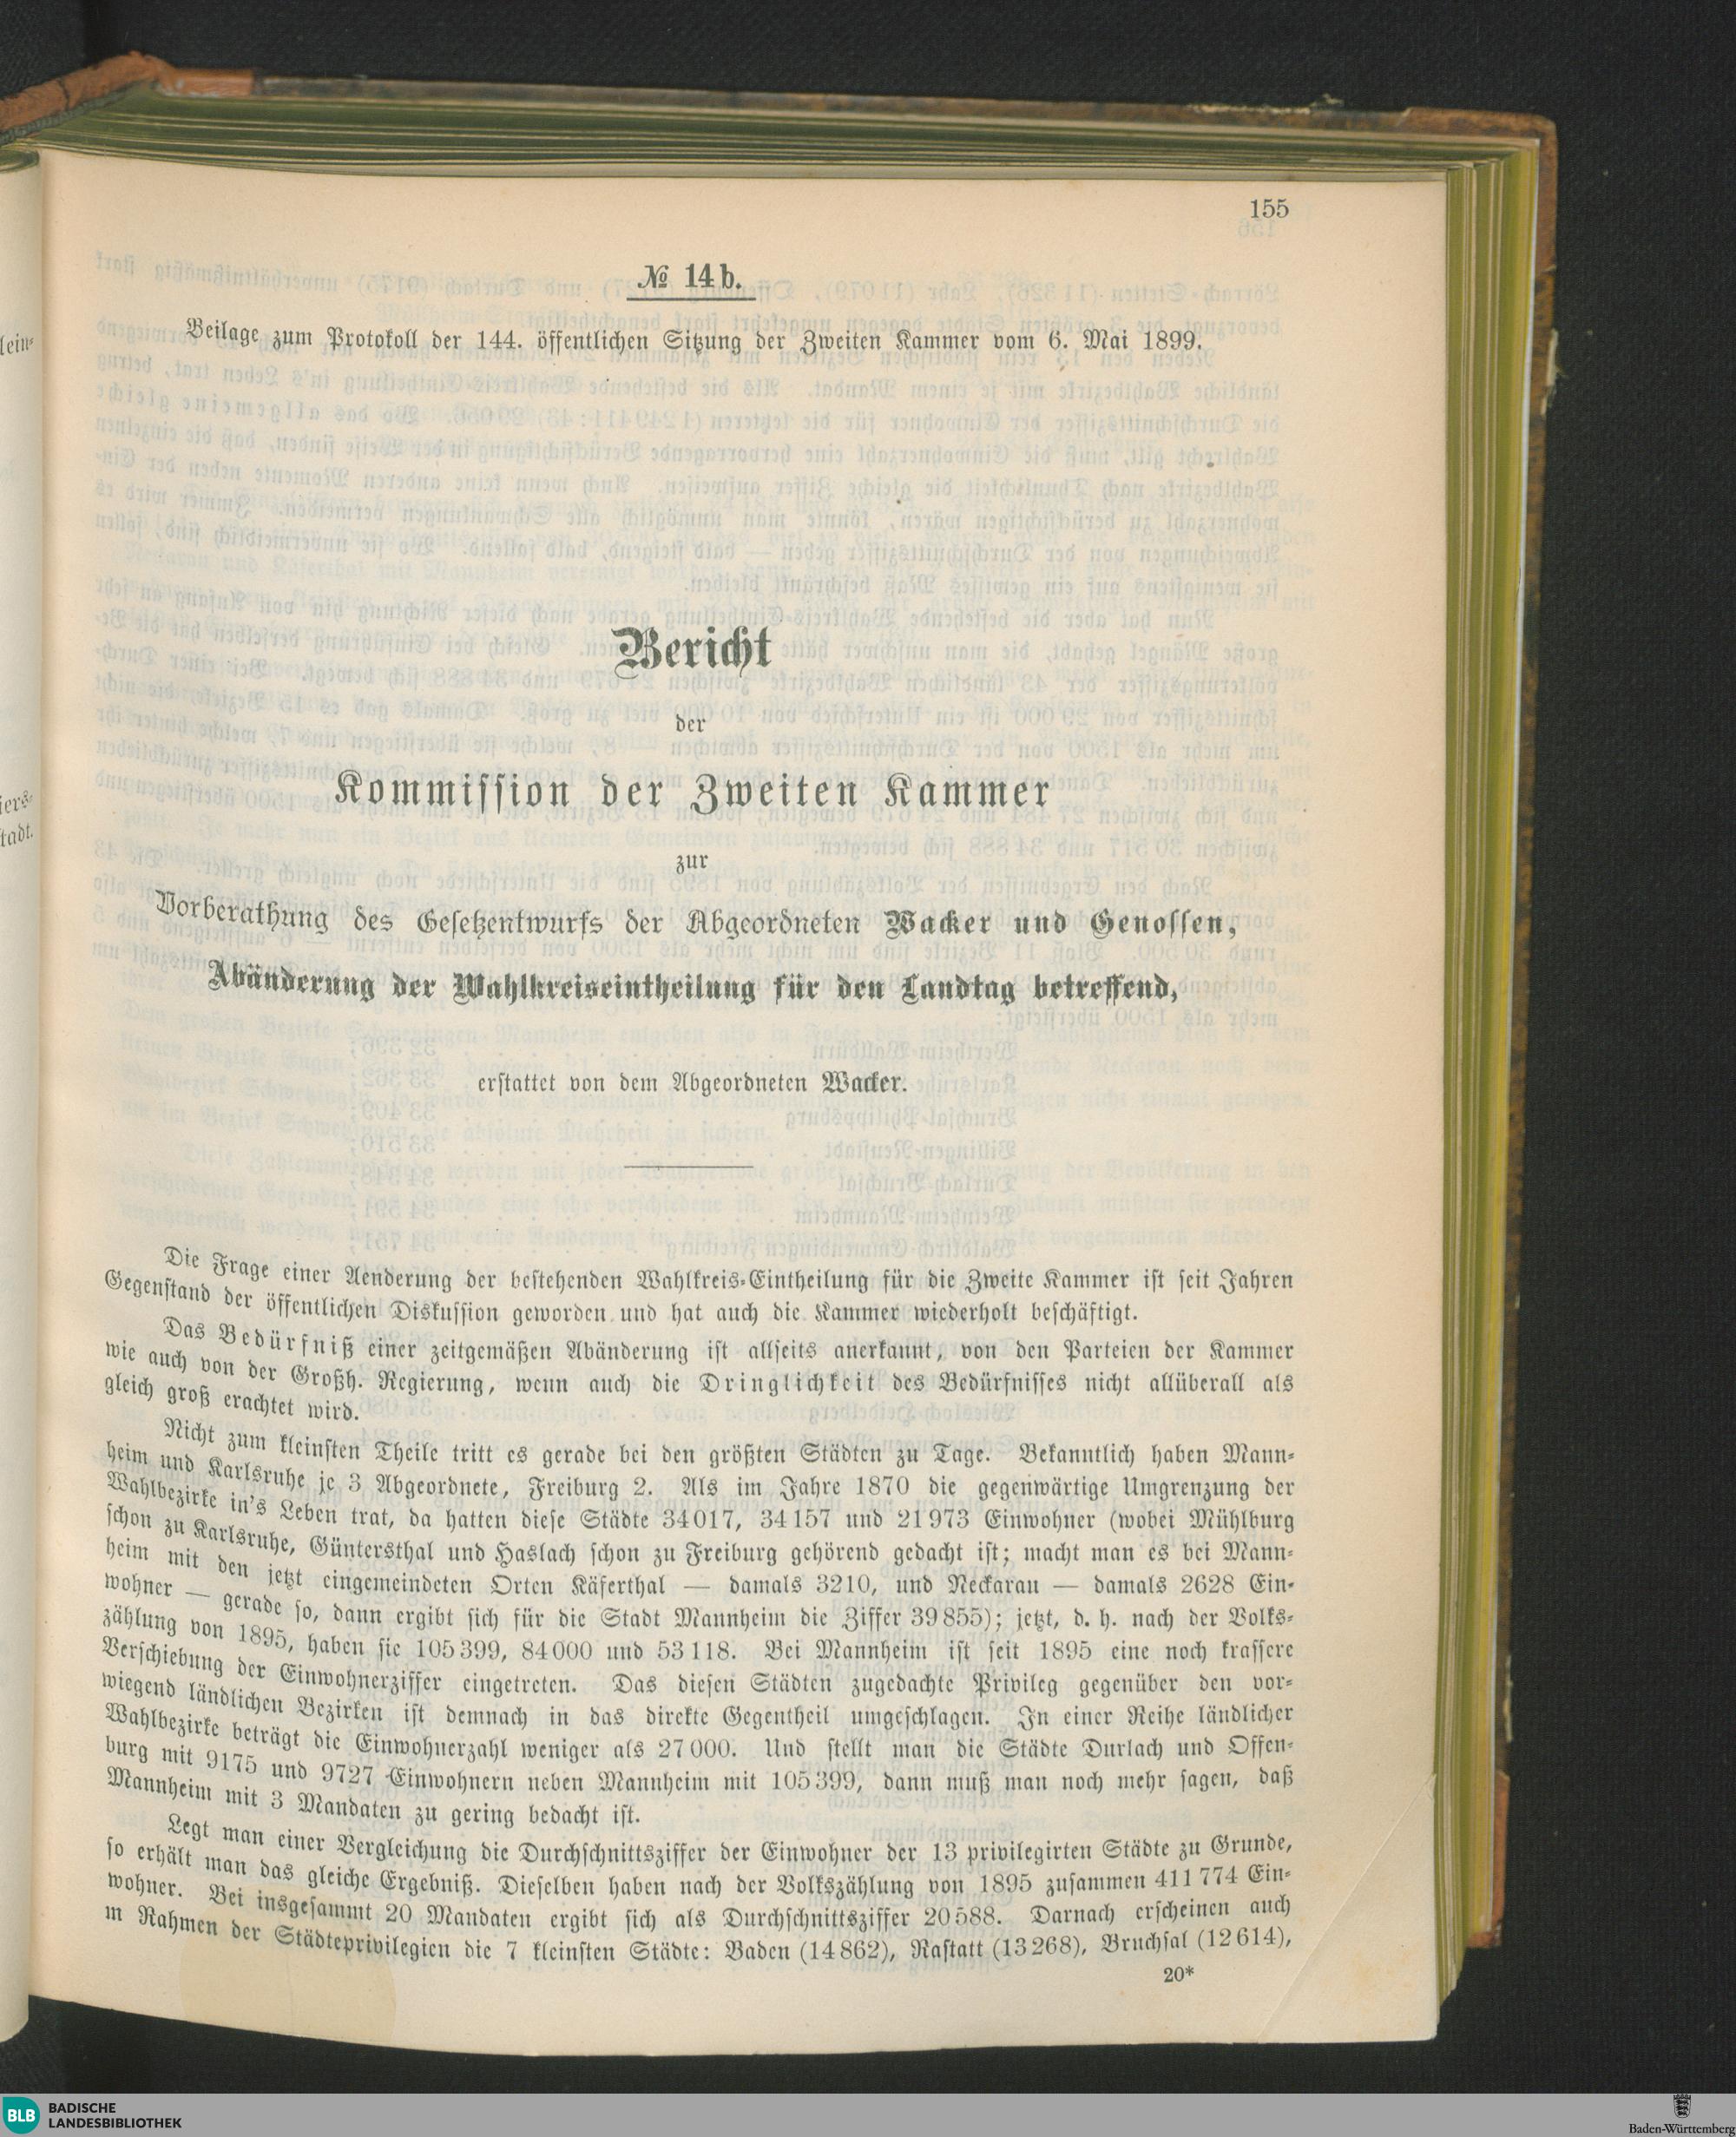 155
№ 14 b.
Beilage zum Protokoll der 144. öffentlichen Sitzung der Zweiten Kammer vom 6. Mai 1899.
Bericht
der
Kommission der Zweiten Kammer
zur
Vorberathung des Gesetzentwurfs der Abgeordneten Wacker und Genossen,
Abänderung der Wahlkreiseintheilung für den Landtag betreffend,
erstattet von dem Abgeordneten Wacker.
Die Frage einer Aenderung der bestehenden Wahlkreis-Eintheilung für die Zweite Kammer ist seit Jahren
Gegenstand der öffentlichen Diskussion geworden und hat auch die Kammer wiederholt beschäftigt.
Das Bedürfniß einer zeitgemäßen Abänderung ist allseits anerkannt, von den Parteien der Kammer
wie auch von der Großh. Regierung, wenn auch die Dringlichkeit des Bedürfnisses nicht allüberall als
gleich groß erachtet wird.
Nicht zum kleinsten Theile tritt es gerade bei den größten Städten zu Tage. Bekanntlich haben Mann-
heim und Karlsruhe je 3 Abgeordnete, Freiburg 2. Als im Jahre 1870 die gegenwärtige Umgrenzung der
Wahlbezirke in's Leben trat, da hatten diese Städte 34017, 34157 und 21973 Einwohner (wobei Mühlburg
schon zu Karlsruhe, Güntersthal und Haslach schon zu Freiburg gehörend gedacht ist; macht man es bei Mann-
heim mit den jetzt eingemeindeten Orten Käferthal — damals 3210, und Neckarau — damals 2628 Ein-
wohner — gerade so, dann ergibt sich für die Stadt Mannheim die Ziffer 39855); jetzt, d. h. nach der Volks-
zählung von 1895, haben sie 105399, 84000 und 53118. Bei Mannheim ist seit 1895 eine noch krassere
Verschiebung der Einwohnerziffer eingetreten. Das diesen Städten zugedachte Privileg gegenüber den vor-
wiegend ländlichen Bezirken ist demnach in das direkte Gegentheil umgeschlagen. In einer Reihe ländlicher
Wahlbezirke beträgt die Einwohnerzahl weniger als 27000. Und stellt man die Städte Durlach und Offen-
burg mit 9175 und 9727 Einwohnern neben Mannheim mit 105399, dann muß man noch mehr sagen, daß
Mannheim mit 3 Mandaten zu gering bedacht ist.
Legt man einer Vergleichung die Durchschnittsziffer der Einwohner der 13 privilegirten Städte zu Grunde,
so erhält man das gleiche Ergebniß. Dieselben haben nach der Volkszählung von 1895 zusammen 411774 Ein-
wohner. Bei insgesammt 20 Mandaten ergibt sich als Durchschnittsziffer 20588. Darnach erscheinen auch
m Rahmen der Städteprivilegien die 7 kleinsten Städte: Baden (14862), Rastatt (13268), Bruchsal (12614),
20*
lein-
iers-
tadt.
BLB BADISCHE
LANDESBIBLIOTHEK
Baden-Württemberg